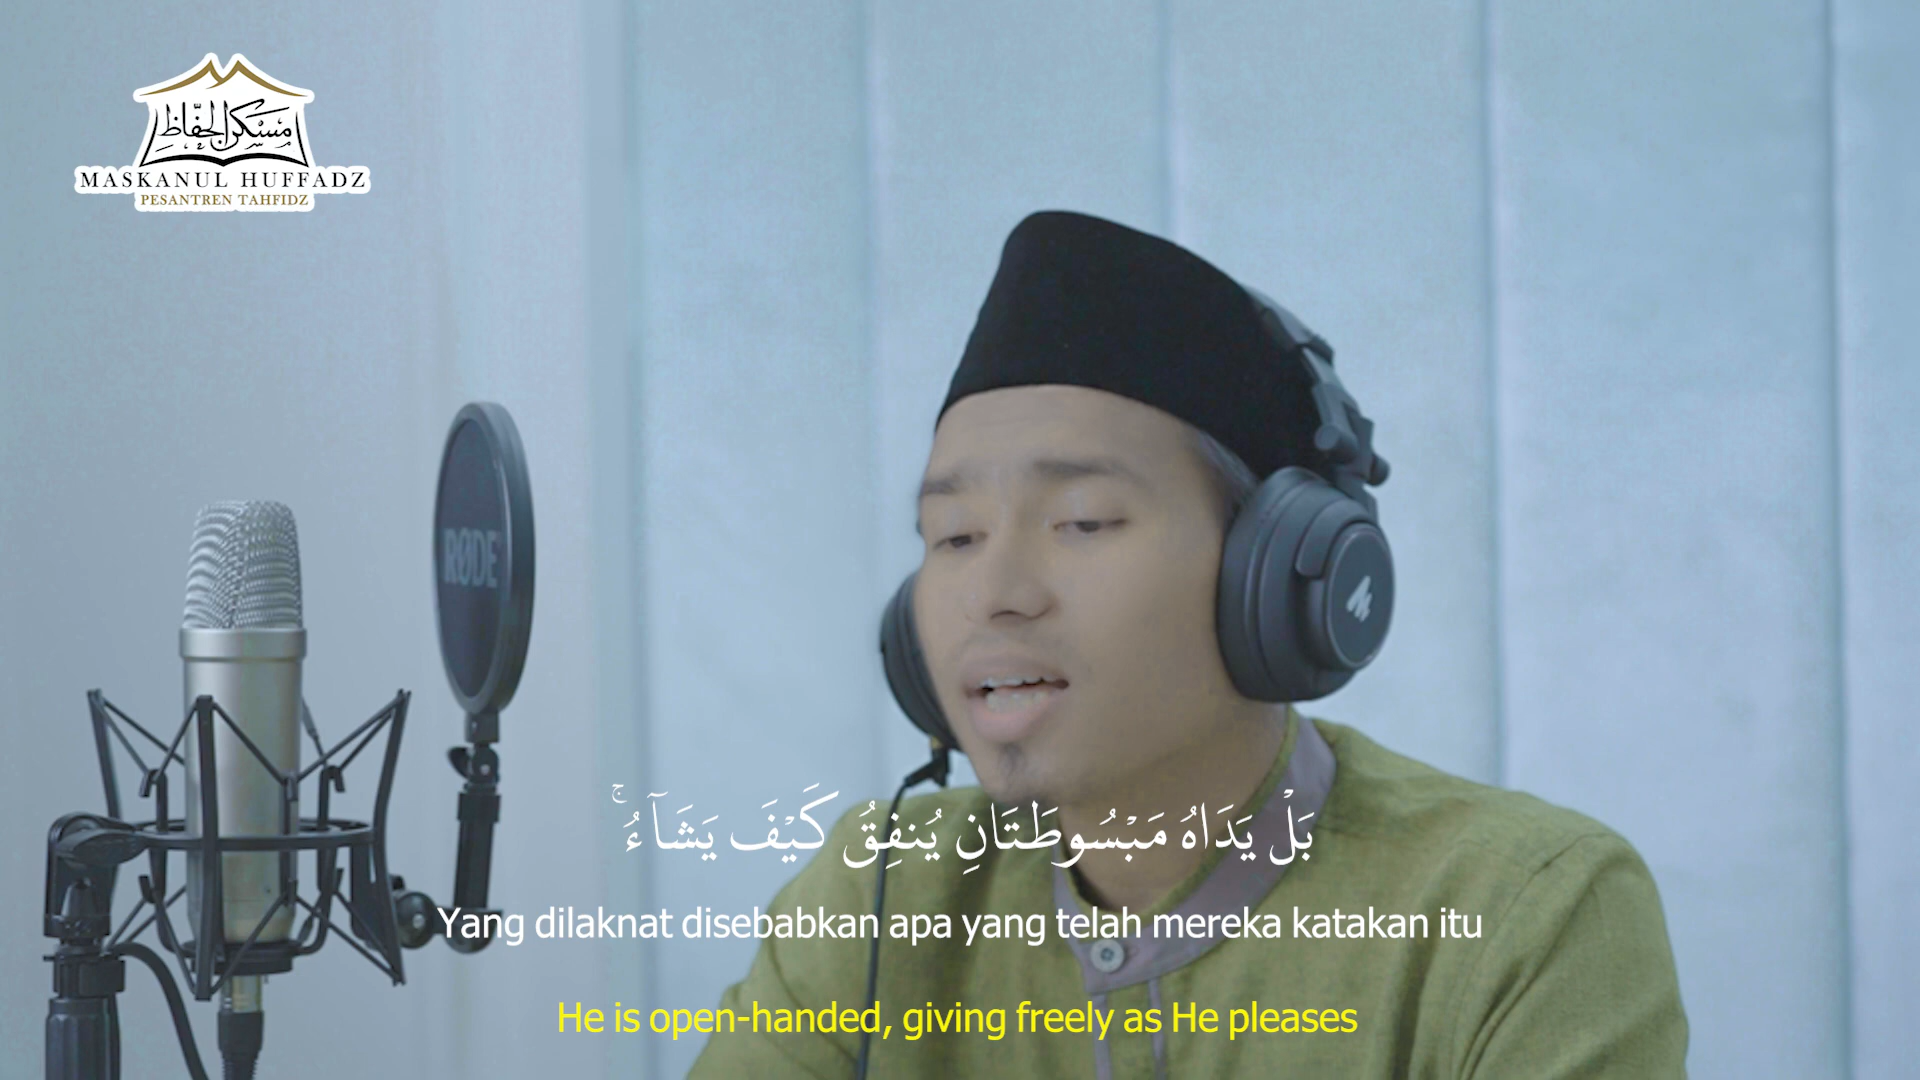 مسكن الحفاظ
MASKANUL HUFFADZ
PESANTREN TAHFIDZ
RØDE
بَلْ يَدَاهُ مَبْسُوطَتَانِ يُنفِقُ كَيْفَ يَشَآءُ ۚ
Yang dilaknat disebabkan apa yang telah mereka katakan itu
He is open-handed, giving freely as He pleases